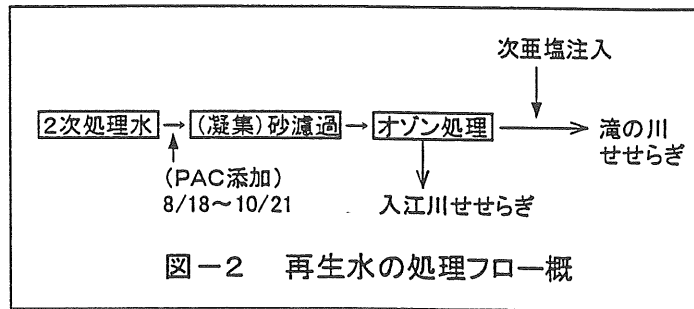 次亜塩注入
2次処理水 → (凝集)砂濾過 → オゾン処理
滝の川
せせらぎ
(PAC添加)
8/18～10/21
入江川せせらぎ
図－2 再生水の処理フロー概